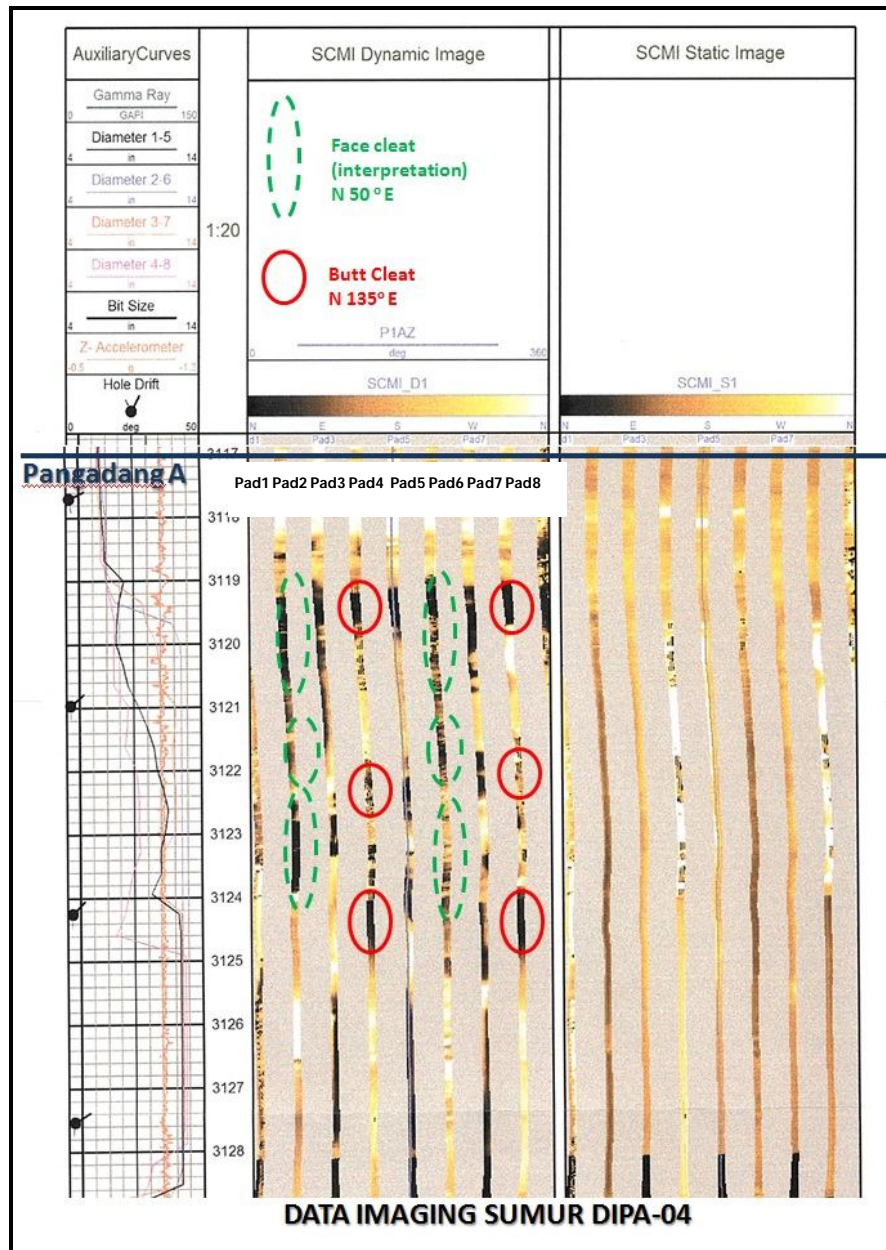 AuxiliaryCurves
SCMI Dynamic Image
SCMI Static Image
Gamma Ray
0 GAPI 150
Diameter 1-5
4 in 14
Diameter 2-6
4 in 14
Diameter 3-7
4 in 14
Diameter 4-8
4 in 14
Bit Size
4 in 14
Z- Accelerometer
-0.5 g
Hole Drift
0 deg 50
1:20
Face cleat
(interpretation)
N 50 º E
Butt Cleat
N 135º E
P1AZ
0 deg 360
SCMI_D1
N E S W N
Pad3 Pad5 Pad7
SCMI_S1
N E S W N
Pad3 Pad5 Pad7
3117
Pangadang A
Pad1 Pad2 Pad3 Pad4 Pad5 Pad6 Pad7 Pad8
3118
3119
3120
3121
3122
3123
3124
3125
3126
3127
3128
DATA IMAGING SUMUR DIPA-04